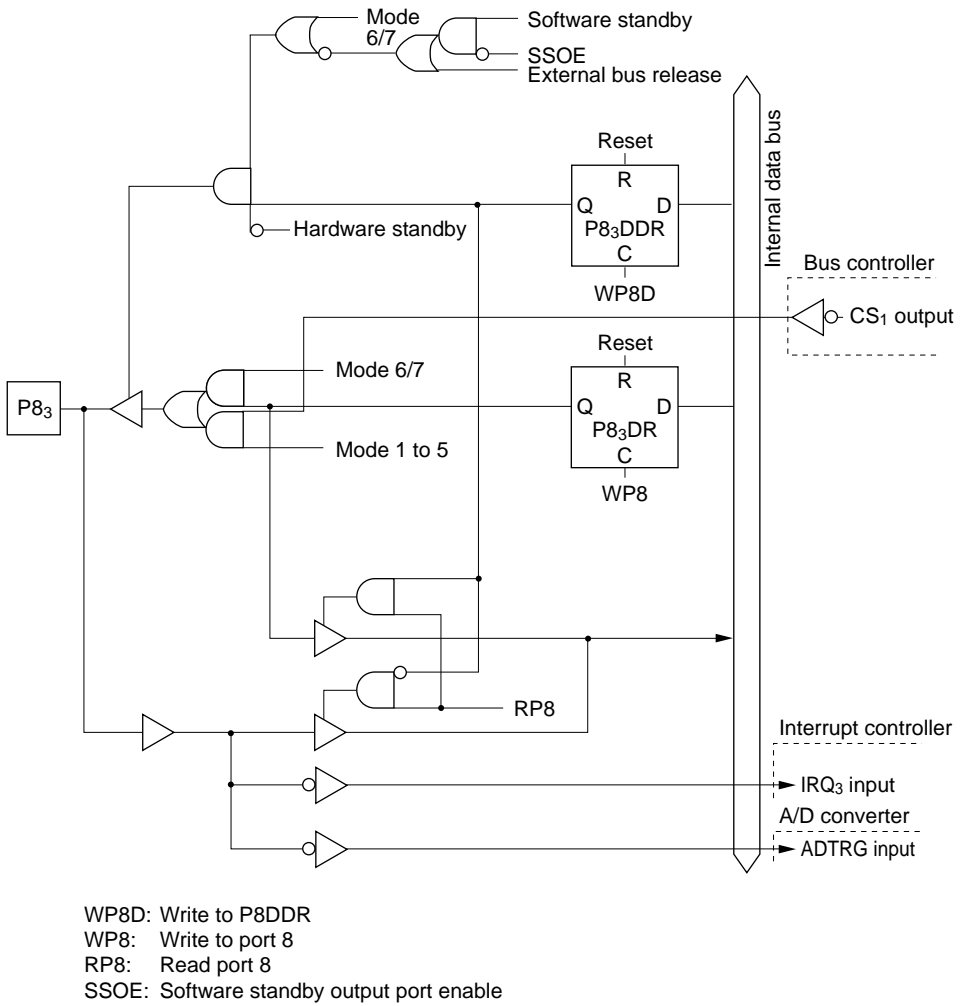 Mode
6/7
Software standby
SSOE
External bus release
Internal data bus
Reset
R
Q D
P8₃DDR
C
WP8D
Hardware standby
Bus controller
CS₁ output
Reset
R
Q D
P8₃DR
C
WP8
Mode 6/7
P8₃
Mode 1 to 5
RP8
Interrupt controller
IRQ₃ input
A/D converter
ADTRG input
WP8D: Write to P8DDR
WP8: Write to port 8
RP8: Read port 8
SSOE: Software standby output port enable